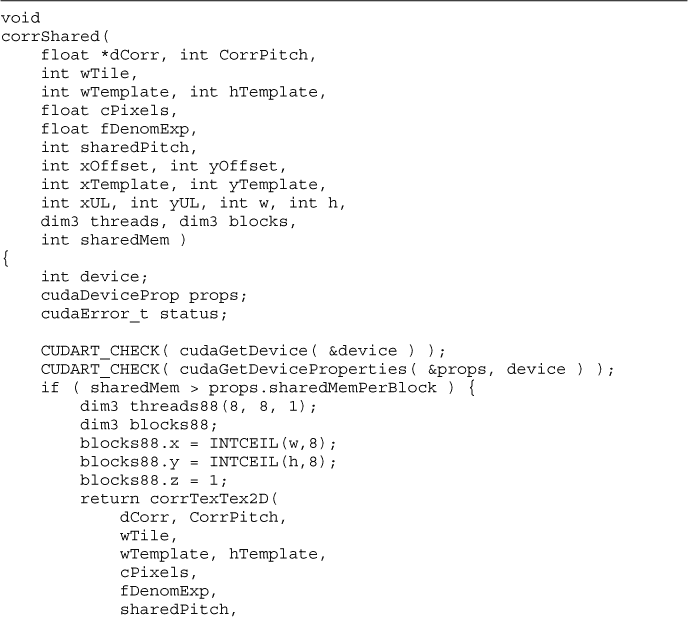 void
corrShared(
    float *dCorr, int CorrPitch,
    int wTile,
    int wTemplate, int hTemplate,
    float cPixels,
    float fDenomExp,
    int sharedPitch,
    int xOffset, int yOffset,
    int xTemplate, int yTemplate,
    int xUL, int yUL, int w, int h,
    dim3 threads, dim3 blocks,
    int sharedMem )
{
    int device;
    cudaDeviceProp props;
    cudaError_t status;

    CUDART_CHECK( cudaGetDevice( &device ) );
    CUDART_CHECK( cudaGetDeviceProperties( &props, device ) );
    if ( sharedMem > props.sharedMemPerBlock ) {
        dim3 threads88(8, 8, 1);
        dim3 blocks88;
        blocks88.x = INTCEIL(w,8);
        blocks88.y = INTCEIL(h,8);
        blocks88.z = 1;
        return corrTexTex2D(
            dCorr, CorrPitch,
            wTile,
            wTemplate, hTemplate,
            cPixels,
            fDenomExp,
            sharedPitch,